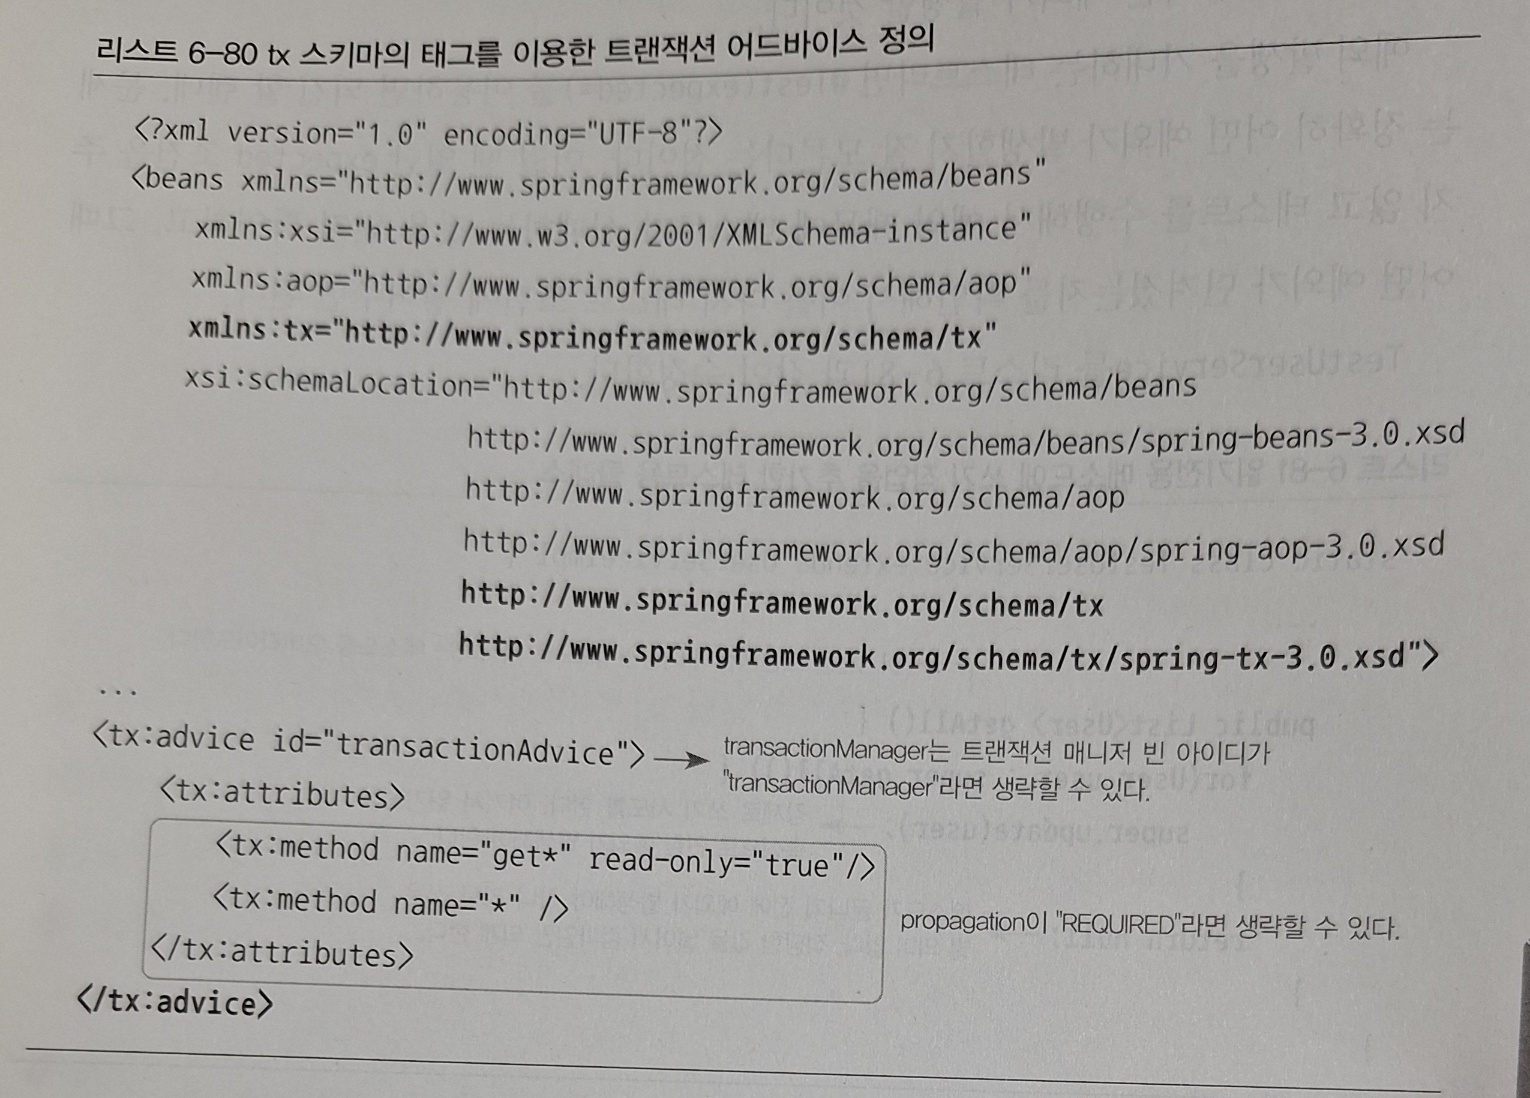 리스트 6-80 tx 스키마의 태그를 이용한 트랜잭션 어드바이스 정의
<?xml version="1.0" encoding="UTF-8"?>
<beans xmlns="http://www.springframework.org/schema/beans"
xmlns:xsi="http://www.w3.org/2001/XMLSchema-instance"
xmlns:aop="http://www.springframework.org/schema/aop"
xmlns:tx="http://www.springframework.org/schema/tx"
xsi:schemaLocation="http://www.springframework.org/schema/beans
http://www.springframework.org/schema/beans/spring-beans-3.0.xsd
http://www.springframework.org/schema/aop
http://www.springframework.org/schema/aop/spring-aop-3.0.xsd
http://www.springframework.org/schema/tx
http://www.springframework.org/schema/tx/spring-tx-3.0.xsd">
...
<tx:advice id="transactionAdvice"> transactionManager는 트랜잭션 매니저 빈 아이디가
"transactionManager"라면 생략할 수 있다.
<tx:attributes>
<tx:method name="get*" read-only="true"/>
<tx:method name="*" />
propagation이 "REQUIRED"라면 생략할 수 있다.
</tx:attributes>
</tx:advice>